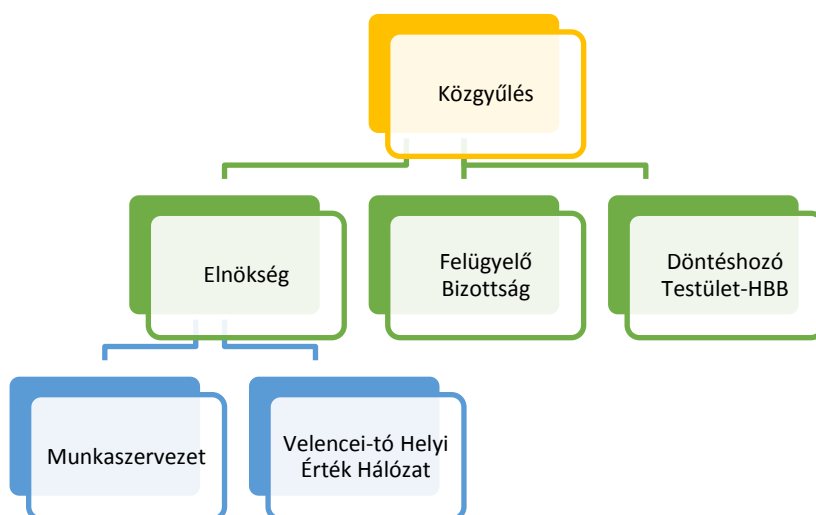 Közgyűlés
Elnökség
Felügyelő
Bizottság
Döntéshozó
Testület-HBB
Munkaszervezet
Velencei-tó Helyi
Érték Hálózat